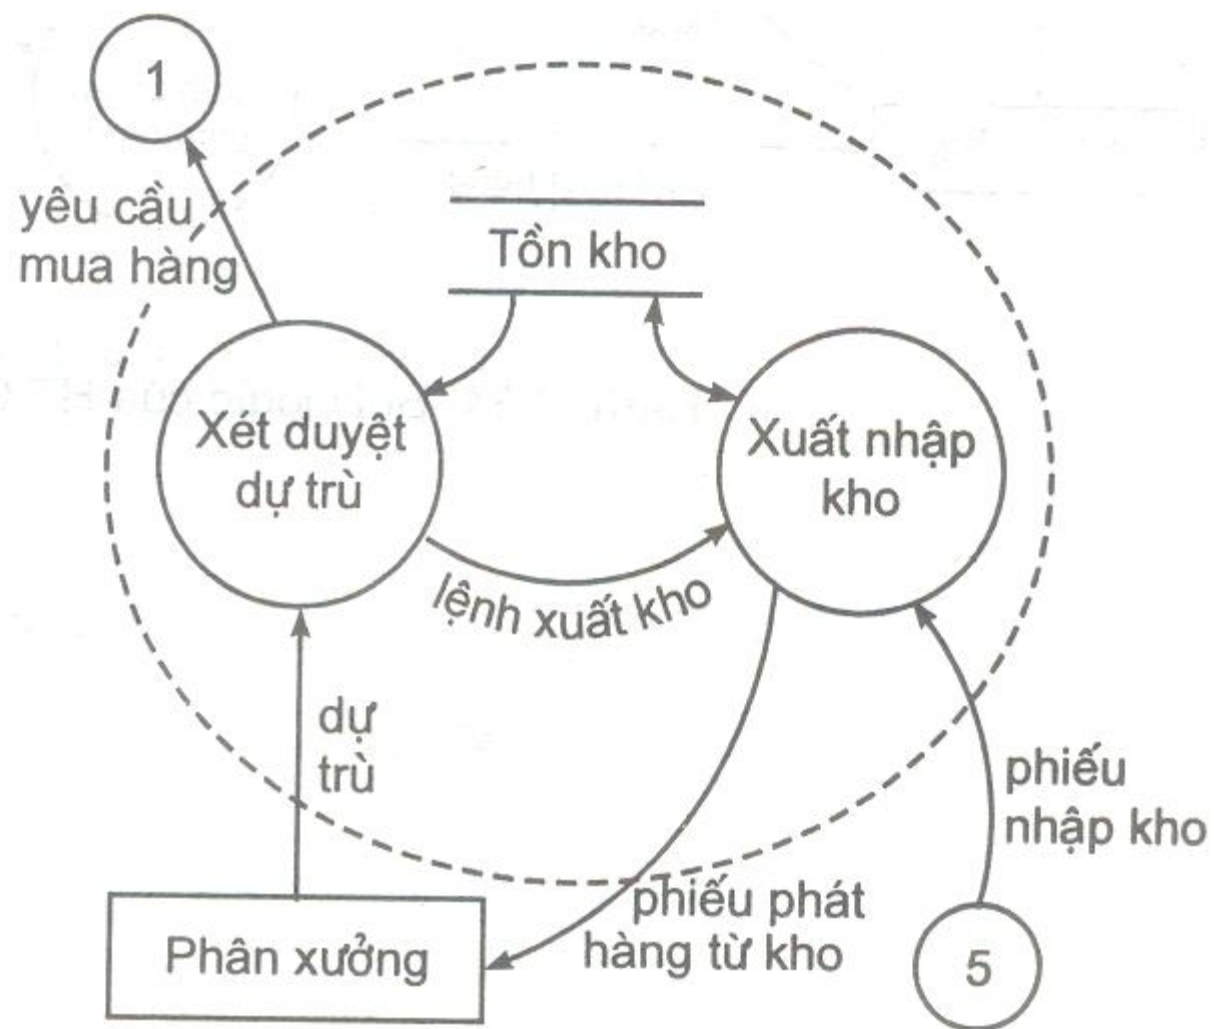 1
yêu cầu
mua hàng
Tồn kho
Xét duyệt
dự trù
Xuất nhập
kho
lệnh xuất kho
dự
trù
phiếu
nhập kho
phiếu phát
hàng từ kho
Phân xưởng
5